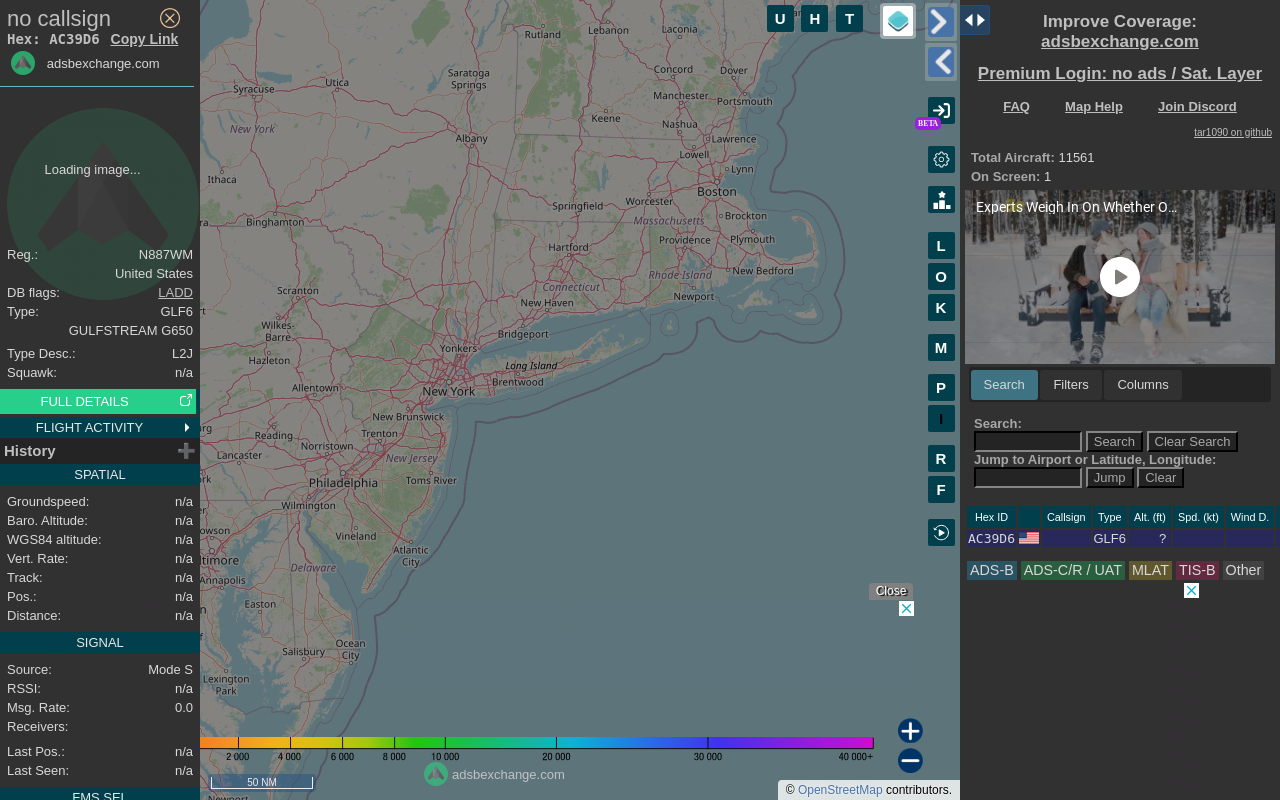 no callsign
Hex: AC39D6 Copy Link
adsbexchange.com
Loading image...
Reg.: N887WM
United States
DB flags: LADD
Type: GLF6
GULFSTREAM G650
Type Desc.: L2J
Squawk: n/a
FULL DETAILS
FLIGHT ACTIVITY
History
SPATIAL
Groundspeed: n/a
Baro. Altitude: n/a
WGS84 altitude: n/a
Vert. Rate: n/a
Track: n/a
Pos.: n/a
Distance: n/a
SIGNAL
Source: Mode S
RSSI: n/a
Msg. Rate: 0.0
Receivers:
Last Pos.: n/a
Last Seen: n/a
FMS SEL
U H T
Rutland
Lebanon
Laconia
Utica
Syracuse
Saratoga
Springs
Concord
Dover
Manchester
Portsmouth
Keene
Nashua
New York
Albany
Lawrence
Lowell
Lynn
Ithaca
Boston
Worcester
Springfield
Binghamton
Massachusetts
Brockton
Hartford
Providence
Plymouth
Rhode Island
New Bedford
Scranton
Connecticut
New Haven
Newport
Wilkes-
Barre
Bridgeport
Hazleton
Yonkers
Long Island
Allentown
New York
Brentwood
New Brunswick
Reading
Trenton
Norristown
Lancaster
New Jersey
Philadelphia
Toms River
Wilmington
Vineland
Atlantic
City
Delaware
Annapolis
Easton
Ocean
City
Salisbury
Lexington
Park
Newport
BETA
L
O
K
M
P
I
R
F
Close
2 000 4 000 6 000 8 000 10 000 20 000 30 000 40 000+
adsbexchange.com
50 NM
© OpenStreetMap contributors.
Improve Coverage:
adsbexchange.com
Premium Login: no ads / Sat. Layer
FAQ Map Help Join Discord
tar1090 on github
Total Aircraft: 11561
On Screen: 1
Experts Weigh In On Whether O...
Search Filters Columns
Search:
Search Clear Search
Jump to Airport or Latitude, Longitude:
Jump Clear
Hex ID Callsign Type Alt. (ft) Spd. (kt) Wind D.
AC39D6 GLF6 ?
ADS-B ADS-C/R / UAT MLAT TIS-B Other